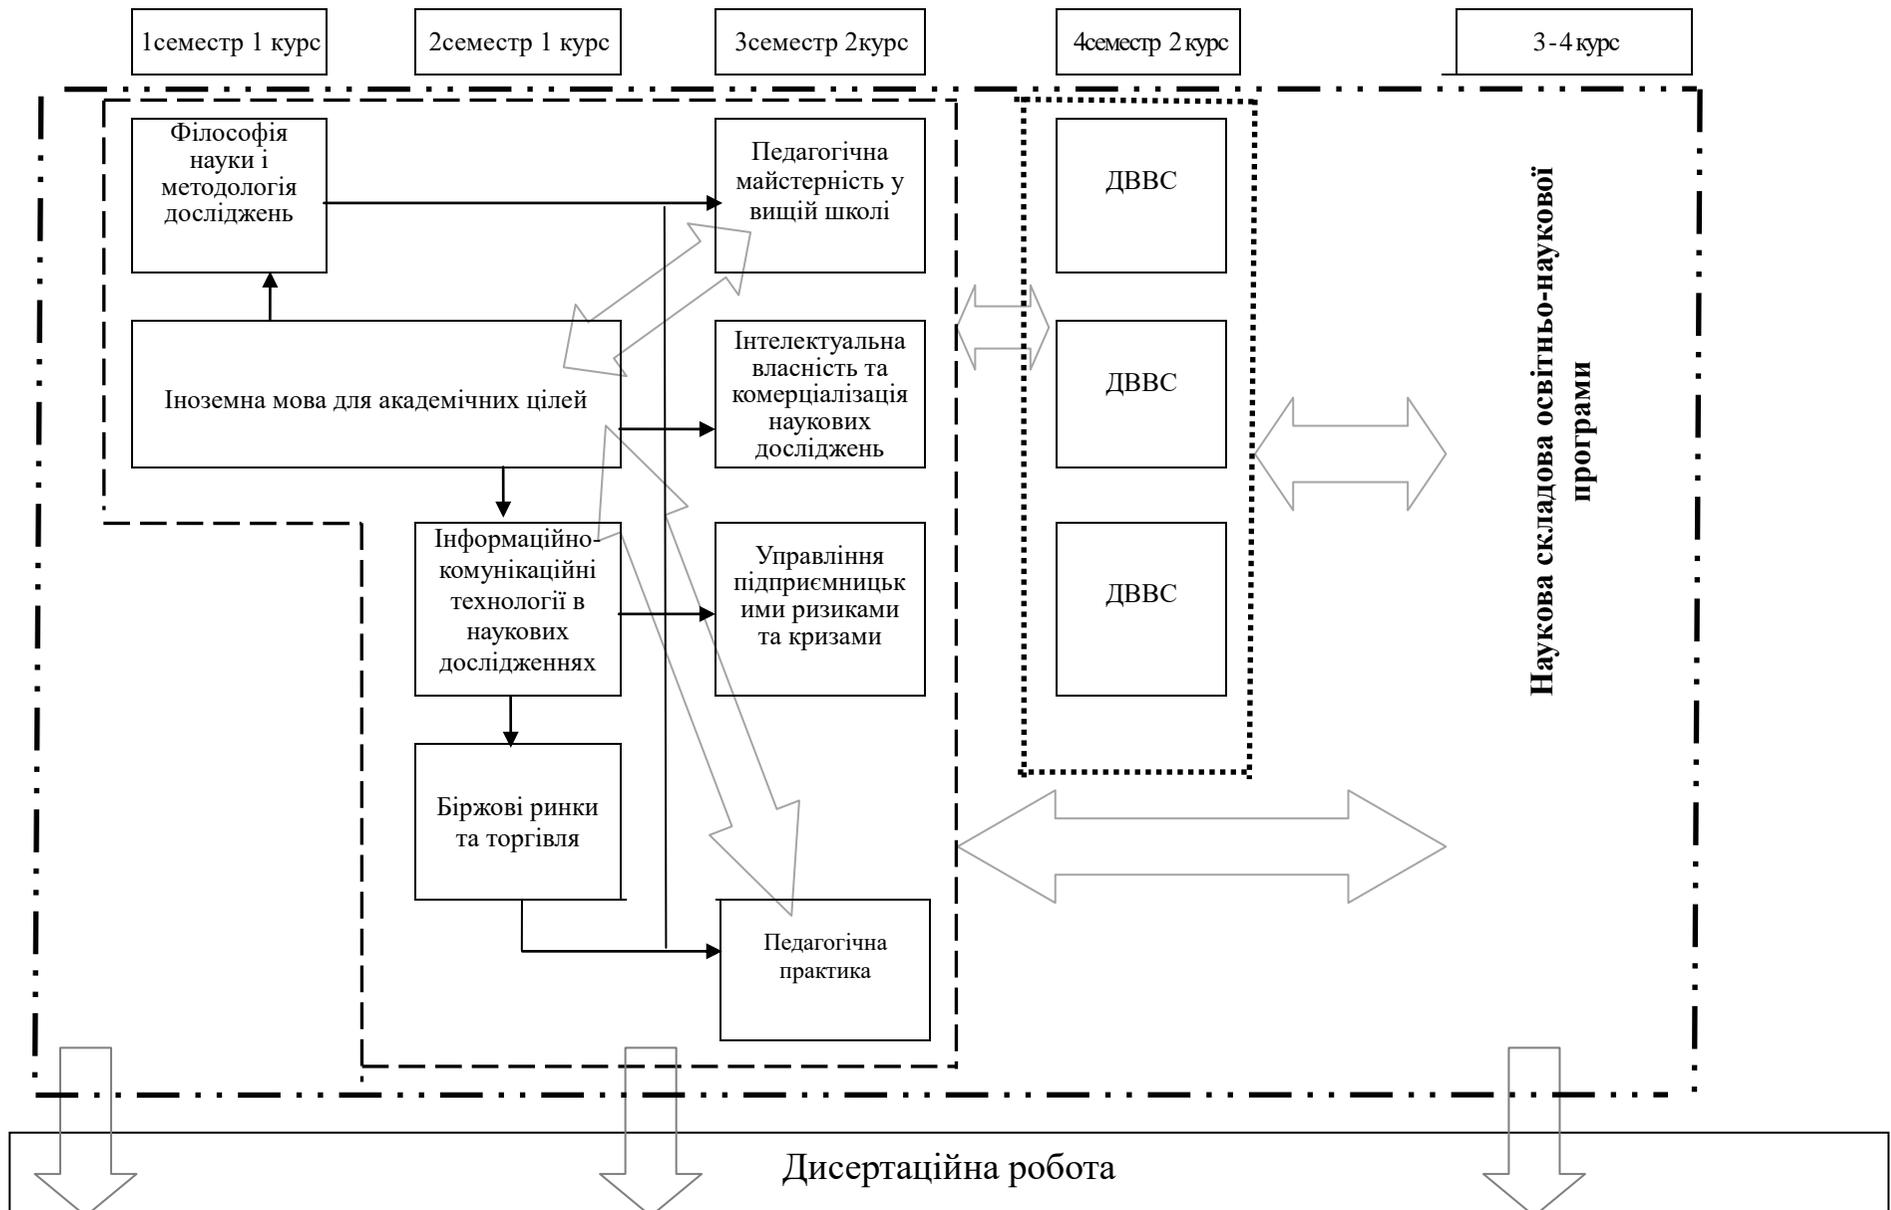 1семестр 1 курс
2семестр 1 курс
3семестр 2курс
4семестр 2 курс
3-4 курс
Філософія
науки і
методологія
досліджень
Педагогічна
майстерність у
вищій школі
ДВВС
Іноземна мова для академічних цілей
Інтелектуальна
власність та
комерціалізація
наукових
досліджень
ДВВС
Інформаційно-
комунікаційні
технології в
наукових
дослідженнях
Управління
підприємницьк
ими ризиками
та кризами
ДВВС
Біржові ринки
та торгівля
Педагогічна
практика
Наукова складова освітньо-наукової
програми
Дисертаційна робота